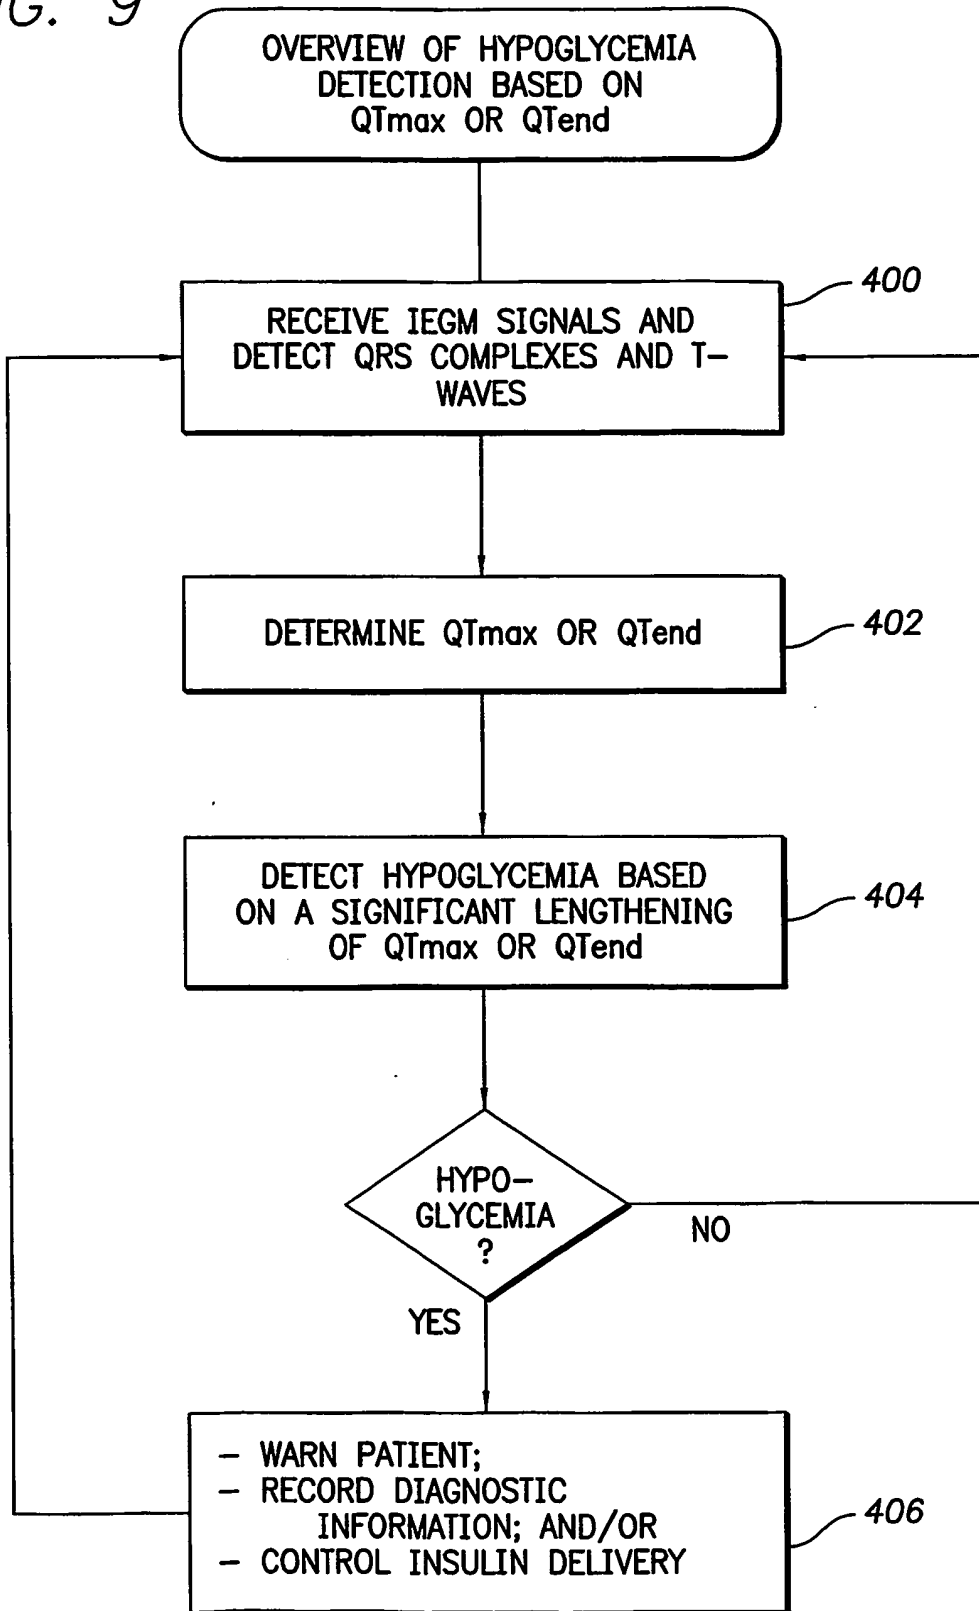 FIG. 9
OVERVIEW OF HYPOGLYCEMIA
DETECTION BASED ON
QTmax OR QTend
400
RECEIVE IEGM SIGNALS AND
DETECT QRS COMPLEXES AND T-
WAVES
DETERMINE QTmax OR QTend
402
DETECT HYPOGLYCEMIA BASED
ON A SIGNIFICANT LENGTHENING
OF QTmax OR QTend
404
HYPO-
GLYCEMIA
?
NO
YES
- WARN PATIENT;
- RECORD DIAGNOSTIC
INFORMATION; AND/OR
- CONTROL INSULIN DELIVERY
406